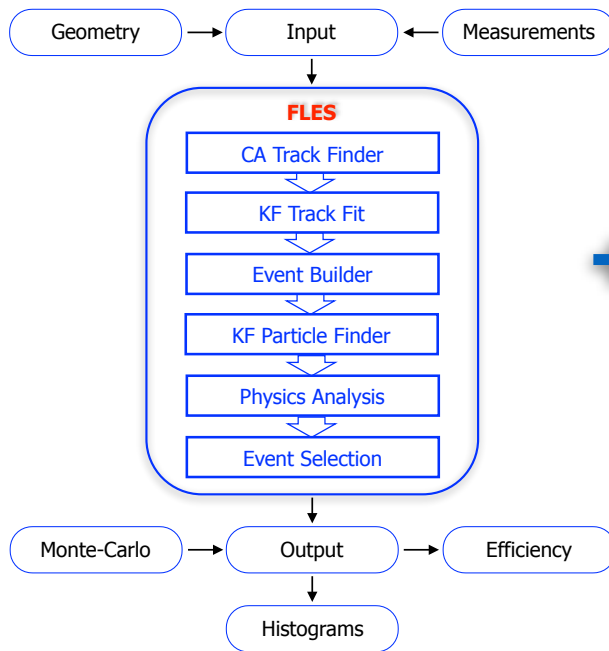 Geometry
Input
Measurements
FLES
CA Track Finder
KF Track Fit
Event Builder
KF Particle Finder
Physics Analysis
Event Selection
Monte-Carlo
Output
Efficiency
Histograms